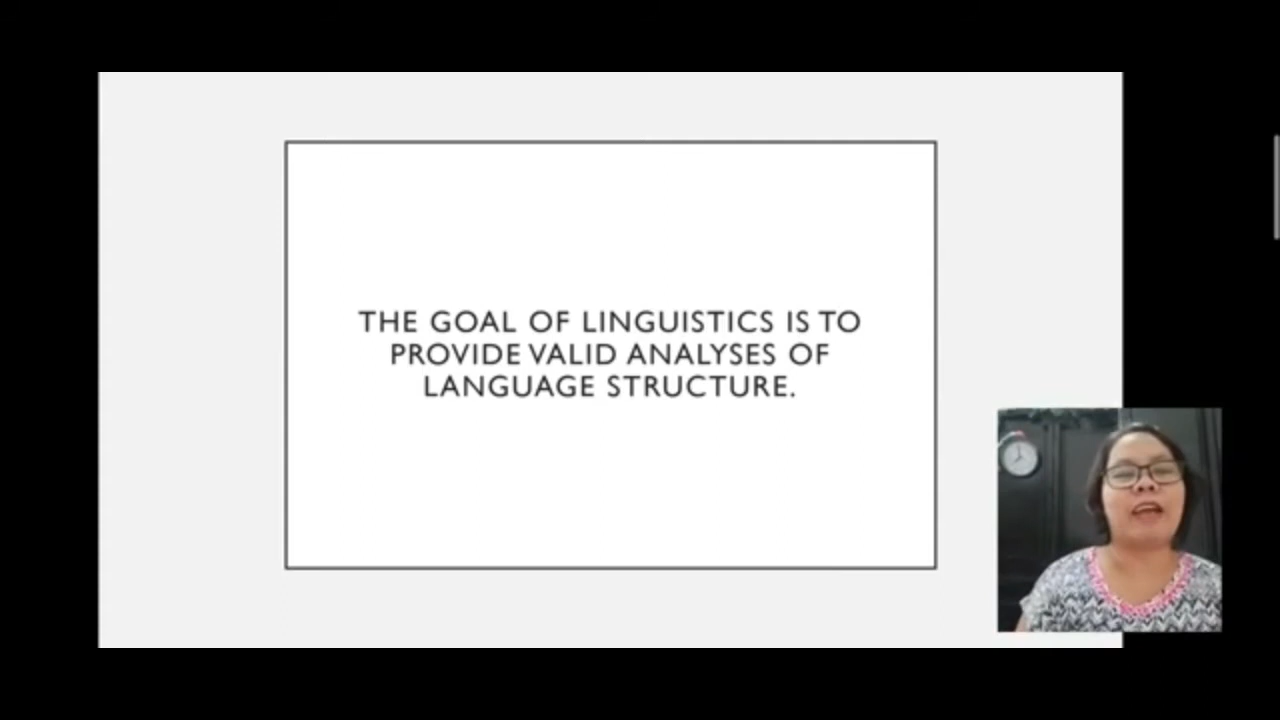 THE GOAL OF LINGUISTICS IS TO
PROVIDE VALID ANALYSES OF
LANGUAGE STRUCTURE.